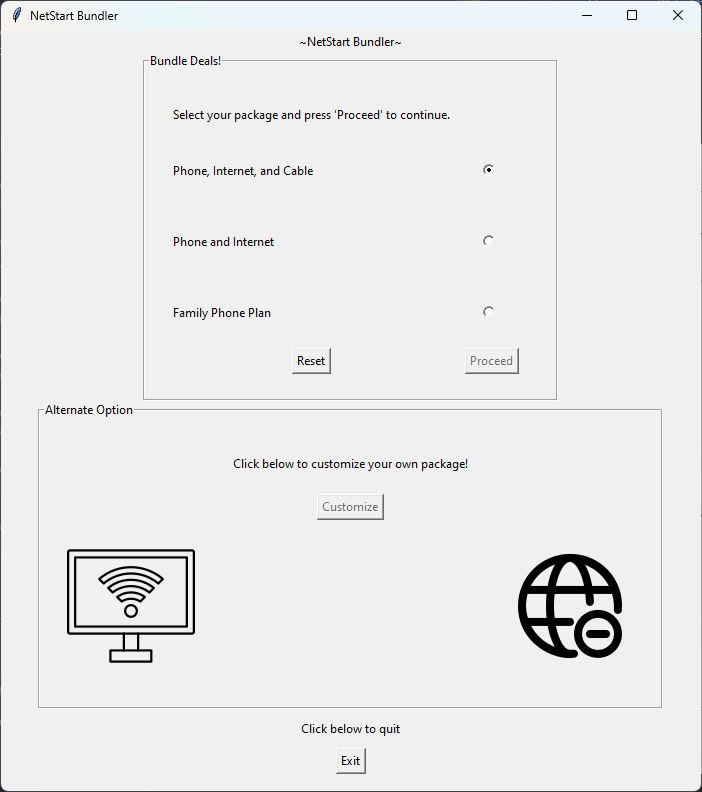 NetStart Bundler
~NetStart Bundler~
Bundle Deals!
Select your package and press 'Proceed' to continue.
Phone, Internet, and Cable
Phone and Internet
Family Phone Plan
Reset
Proceed
Alternate Option
Click below to customize your own package!
Customize
Click below to quit
Exit